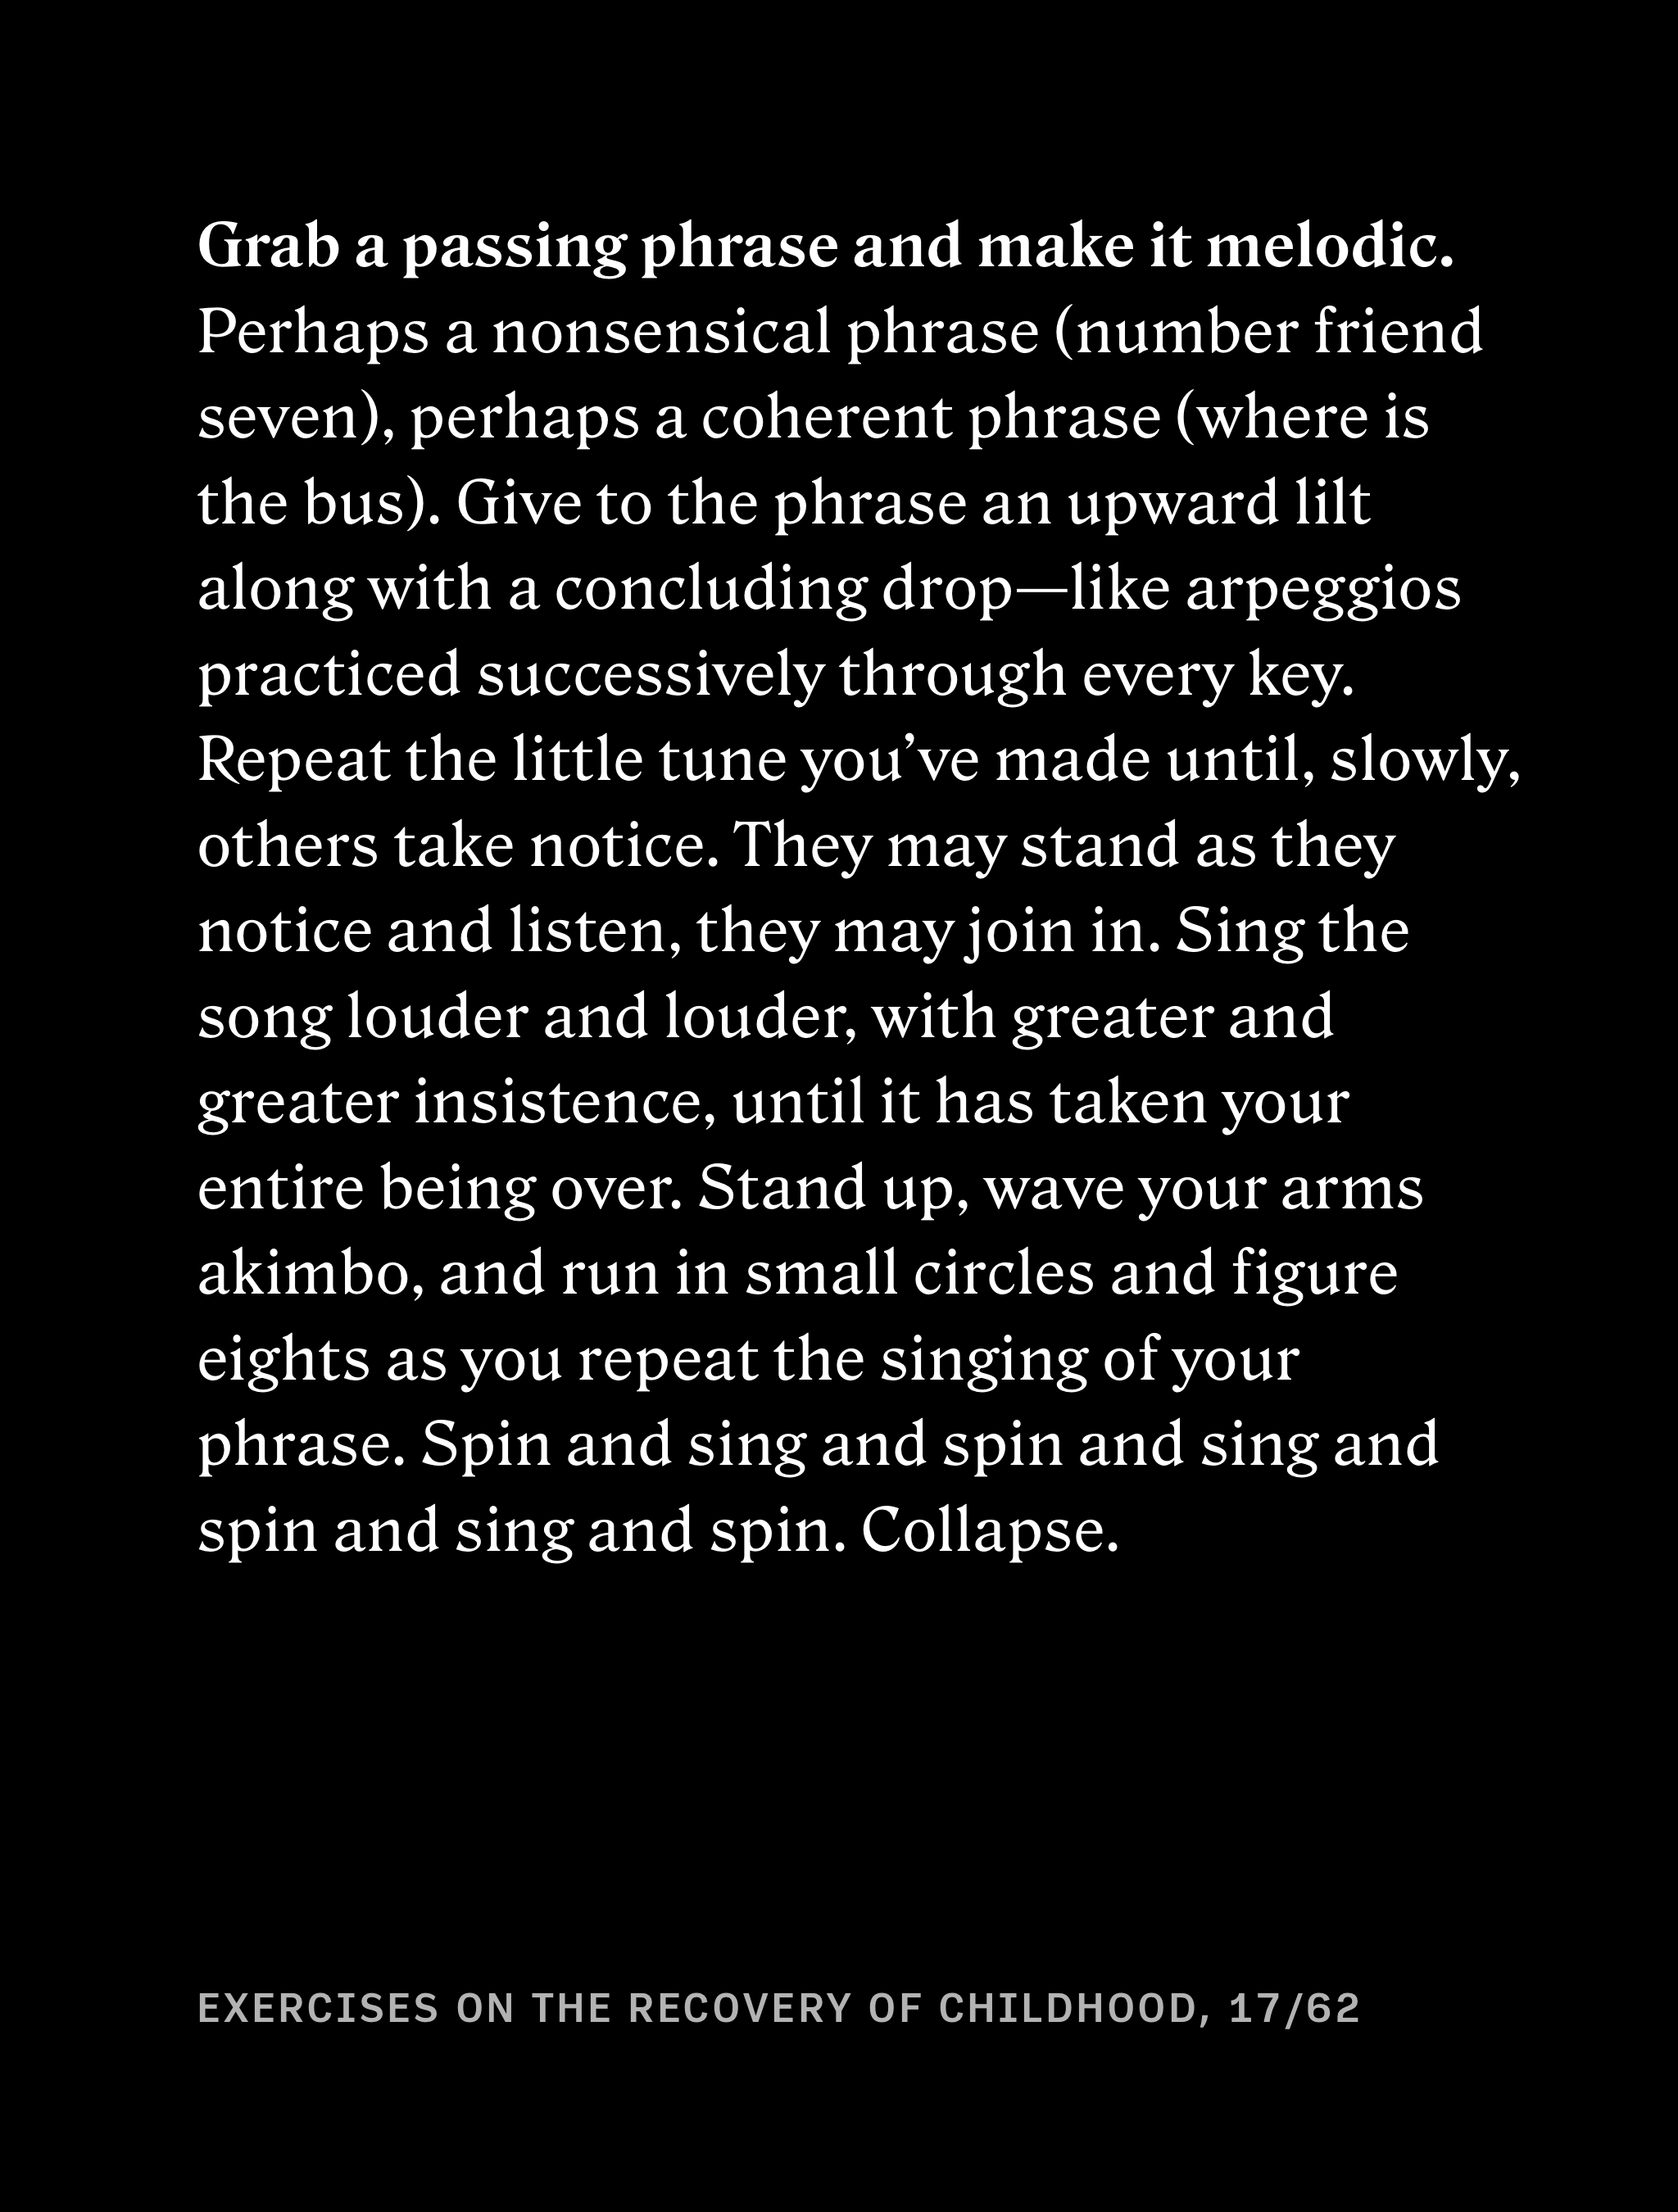 Grab a passing phrase and make it melodic.
Perhaps a nonsensical phrase (number friend
seven), perhaps a coherent phrase (where is
the bus). Give to the phrase an upward lilt
along with a concluding drop—like arpeggios
practiced successively through every key.
Repeat the little tune you’ve made until, slowly,
others take notice. They may stand as they
notice and listen, they may join in. Sing the
song louder and louder, with greater and
greater insistence, until it has taken your
entire being over. Stand up, wave your arms
akimbo, and run in small circles and figure
eights as you repeat the singing of your
phrase. Spin and sing and spin and sing and
spin and sing and spin. Collapse.
EXERCISES ON THE RECOVERY OF CHILDHOOD, 17/62